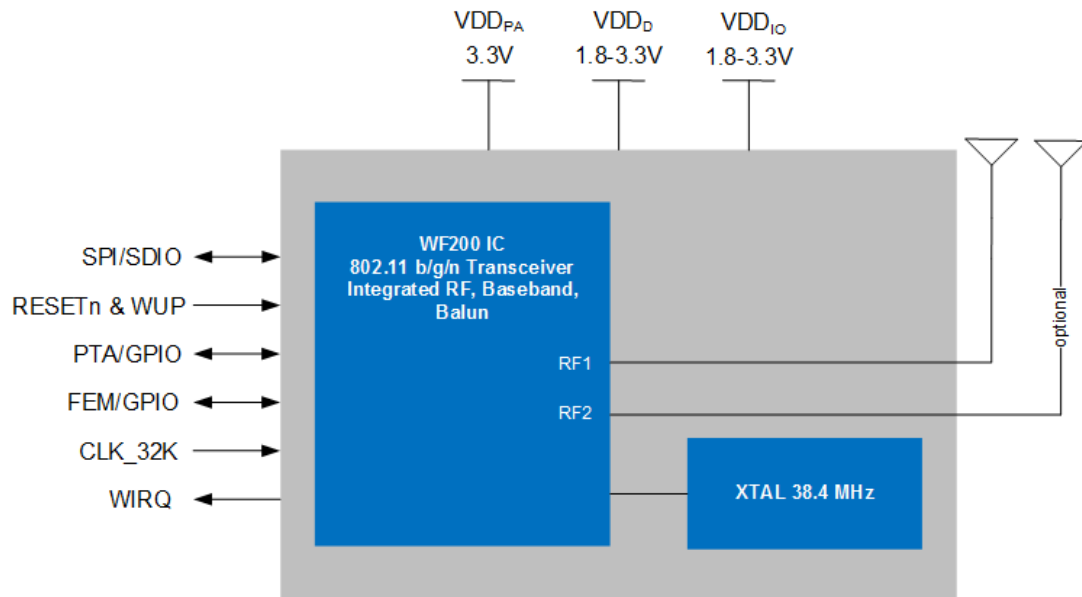 VDDPA
3.3V
VDDD
1.8-3.3V
VDDIO
1.8-3.3V
WF200 IC
802.11 b/g/n Transceiver
Integrated RF, Baseband,
Balun
SPI/SDIO
RESETn & WUP
PTA/GPIO
FEM/GPIO
CLK_32K
WIRQ
RF1
RF2
optional
XTAL 38.4 MHz